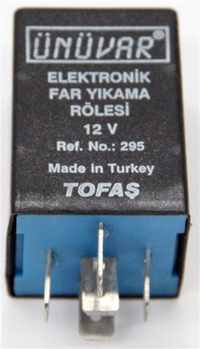 ÜNÜVAR®
ELEKTRONİK
FAR YIKAMA
RÖLESİ
12 V
Ref. No.: 295
Made in Turkey
TOFAŞ